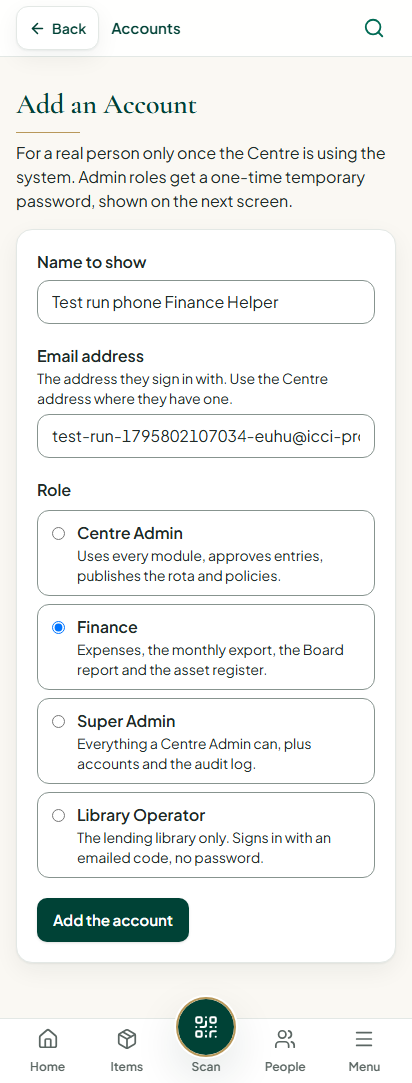 Back
Accounts
Add an Account
For a real person only once the Centre is using the
system. Admin roles get a one-time temporary
password, shown on the next screen.
Name to show
Test run phone Finance Helper
Email address
The address they sign in with. Use the Centre
address where they have one.
test-run-1795802107034-euhu@icci-pro
Role
Centre Admin
Uses every module, approves entries,
publishes the rota and policies.
Finance
Expenses, the monthly export, the Board
report and the asset register.
Super Admin
Everything a Centre Admin can, plus
accounts and the audit log.
Library Operator
The lending library only. Signs in with an
emailed code, no password.
Add the account
Home
Items
Scan
People
Menu